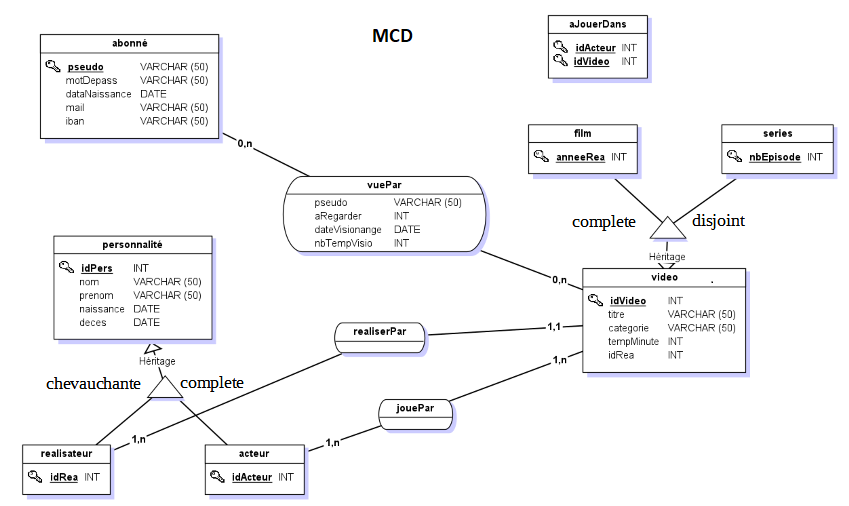 MCD
abonné
pseudo VARCHAR (50)
motDepass VARCHAR (50)
dataNaissance DATE
mail VARCHAR (50)
iban VARCHAR (50)
aJouerDans
idActeur INT
idVideo INT
film
anneeRea INT
series
nbEpisode INT
0,n
vuePar
pseudo VARCHAR (50)
aRegarder INT
dateVisionange DATE
nbTempVisio INT
complete
disjoint
Héritage
personnalité
idPers INT
nom VARCHAR (50)
prenom VARCHAR (50)
naissance DATE
deces DATE
0,n
video
idVideo INT
titre VARCHAR (50)
categorie VARCHAR (50)
tempMinute INT
idRea INT
realiserPar
1,1
Héritage
chevauchante
complete
1,n
jouePar
1,n
1,n
realisateur
idRea INT
acteur
idActeur INT